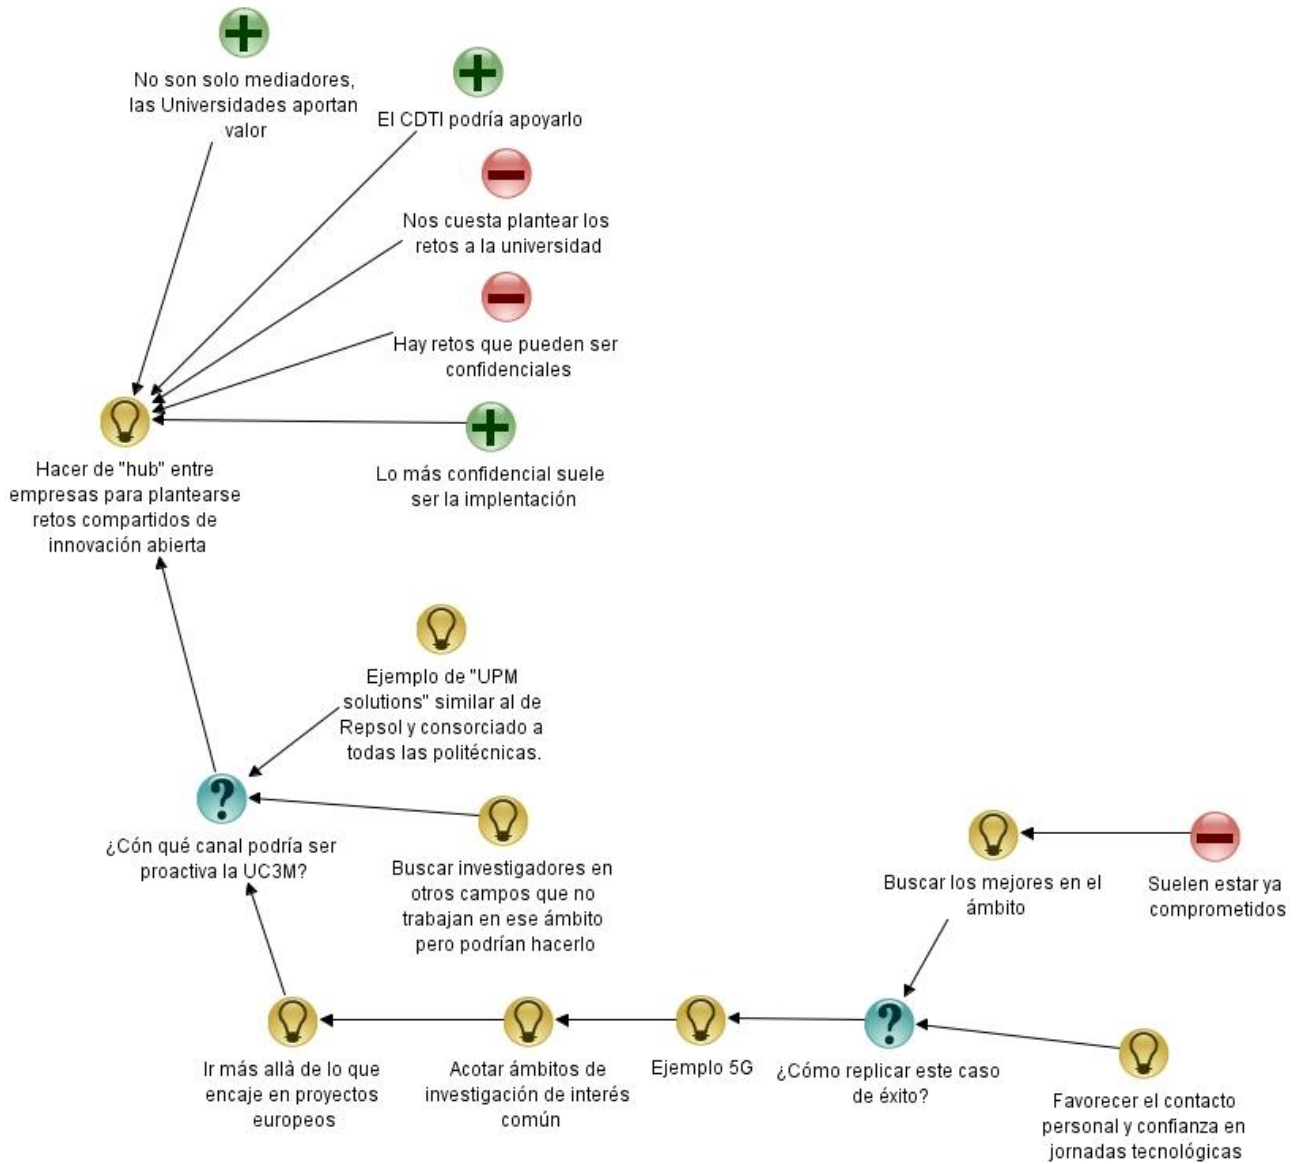 No son solo mediadores,
las Universidades aportan
valor
El CDTI podría apoyarlo
Nos cuesta plantear los
retos a la universidad
Hay retos que pueden ser
confidenciales
Lo más confidencial suele
ser la implentación
Hacer de "hub" entre
empresas para plantearse
retos compartidos de
innovación abierta
Ejemplo de "UPM
solutions" similar al de
Repsol y consorciado a
todas las politécnicas.
¿Cón qué canal podría ser
proactiva la UC3M?
Buscar investigadores en
otros campos que no
trabajan en ese ámbito
pero podrían hacerlo
Buscar los mejores en el
ámbito
Suelen estar ya
comprometidos
Ir más allà de lo que
encaje en proyectos
europeos
Acotar ámbitos de
investigación de interés
común
Ejemplo 5G
¿Cómo replicar este caso
de éxito?
Favorecer el contacto
personal y confianza en
jornadas tecnológicas